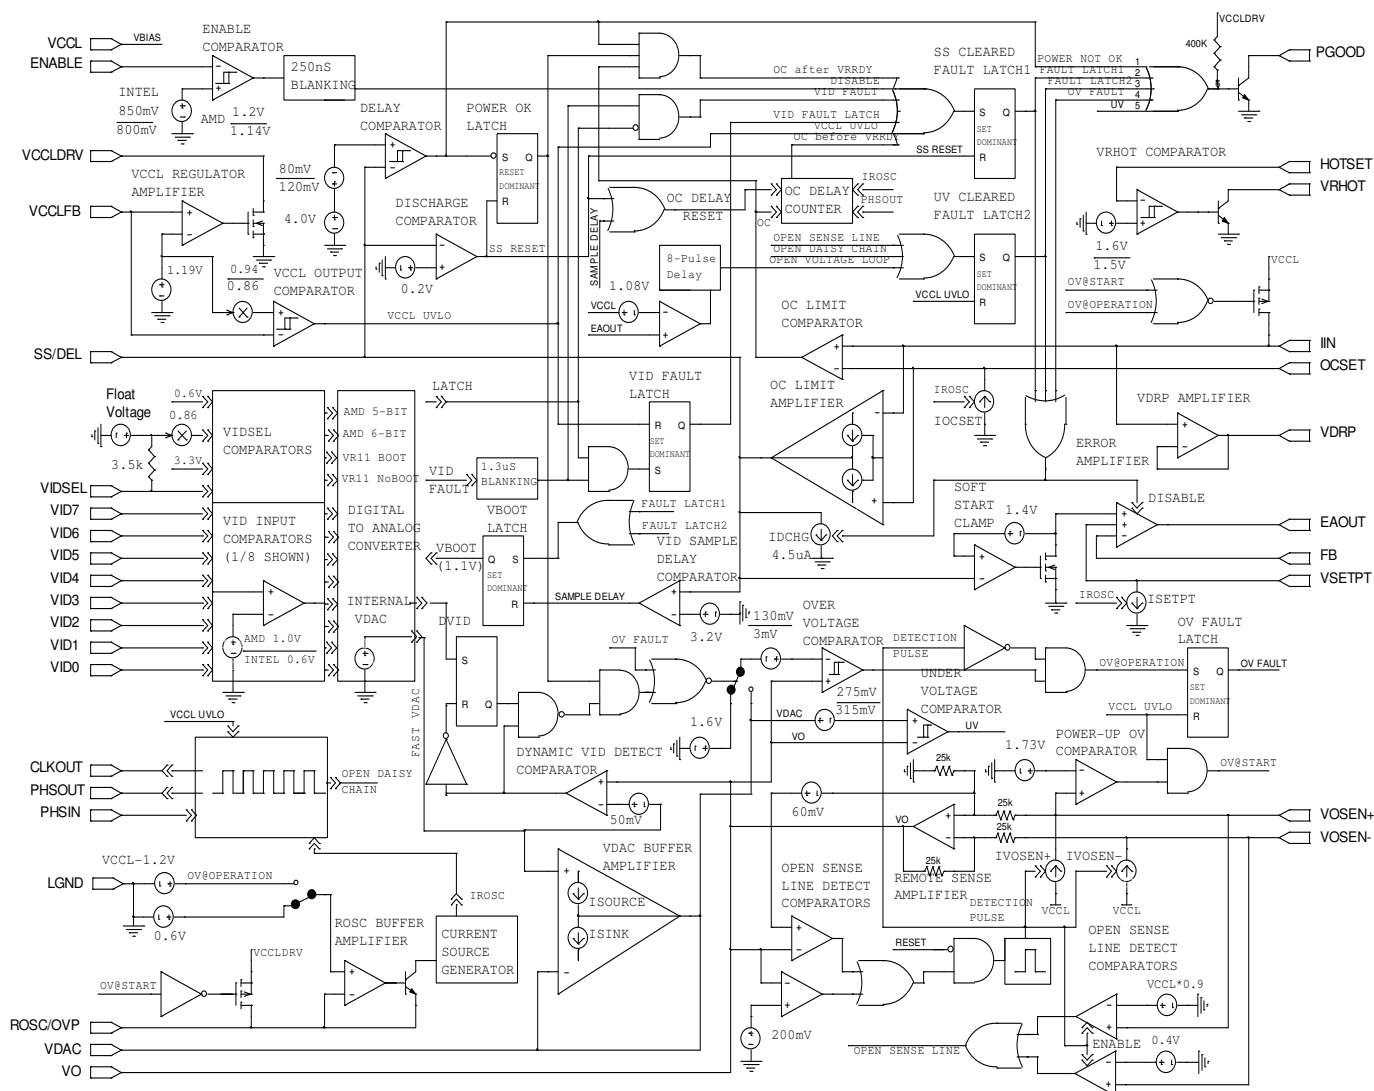 VCCL
VBIAS
ENABLE
ENABLE
COMPARATOR
250nS
BLANKING
INTEL
850mV
800mV
AMD
1.2V
1.14V
DELAY
COMPARATOR
POWER OK
LATCH
S
Q
RESET
DOMINANT
R
80mV
120mV
4.0V
DISCHARGE
COMPARATOR
0.2V
SS RESET
VCCLDRV
VCCL REGULATOR
AMPLIFIER
VCCLFB
1.19V
0.94
0.86
VCCL OUTPUT
COMPARATOR
VCCL UVLO
OC after VRRDY
DISABLE
VID FAULT
VID FAULT LATCH
VCCL UVLO
OC before VRRDY
SS RESET
SS CLEARED
FAULT LATCH1
S
Q
SET
DOMINANT
R
POWER NOT OK
FAULT LATCH1
FAULT LATCH2
OV FAULT
UV
1
2
3
4
5
VCCLDRV
400K
PGOOD
OC DELAY
RESET
SAMPLE DELAY
OC
OC DELAY
COUNTER
IROSC
PHSOUT
UV CLEARED
FAULT LATCH2
S
Q
SET
DOMINANT
R
OPEN SENSE LINE
OPEN DAISY CHAIN
OPEN VOLTAGE LOOP
VCCL UVLO
8-Pulse
Delay
1.08V
VCCL
EAOUT
VRHOT COMPARATOR
HOTSET
VRHOT
1.6V
1.5V
OV@START
OV@OPERATION
VCCL
OC LIMIT
COMPARATOR
SS/DEL
IIN
OCSET
Float
Voltage
0.6V
0.86
3.3V
3.5k
VIDSEL
COMPARATORS
VIDSEL
VID7
VID6
VID5
VID4
VID3
VID2
VID1
VID0
VID INPUT
COMPARATORS
(1/8 SHOWN)
AMD 1.0V
INTEL 0.6V
AMD 5-BIT
AMD 6-BIT
VR11 BOOT
VR11 NoBOOT
DIGITAL
TO ANALOG
CONVERTER
INTERNAL
VDAC
LATCH
VID
FAULT
1.3uS
BLANKING
VID FAULT
LATCH
R
Q
SET
DOMINANT
S
OC LIMIT
AMPLIFIER
IROSC
IOCSET
VDRP AMPLIFIER
VDRP
ERROR
AMPLIFIER
DISABLE
SOFT
START
CLAMP
1.4V
EAOUT
FB
VSETPT
IROSC
ISETPT
VBOOT
LATCH
VBOOT
(1.1V)
Q
S
SET
DOMINANT
R
FAULT LATCH1
FAULT LATCH2
VID SAMPLE
DELAY
COMPARATOR
SAMPLE DELAY
3.2V
IDCHG
4.5uA
DVID
S
R
Q
FAST VDAC
OV FAULT
130mV
3mV
OVER
VOLTAGE
COMPARATOR
275mV
315mV
1.6V
DYNAMIC VID DETECT
COMPARATOR
50mV
VDAC
VO
UNDER
VOLTAGE
COMPARATOR
UV
DETECTION
PULSE
OV@OPERATION
OV FAULT
LATCH
S
Q
SET
DOMINANT
R
OV FAULT
VCCL UVLO
POWER-UP OV
COMPARATOR
1.73V
OV@START
VCCL UVLO
CLKOUT
PHSOUT
PHSIN
OPEN DAISY
CHAIN
25k
60mV
VO
25k
25k
25k
REMOTE SENSE
AMPLIFIER
VOSEN+
VOSEN-
IVOSEN+
IVOSEN-
VCCL
VCCL
VCCL-1.2V
LGND
OV@OPERATION
0.6V
ROSC BUFFER
AMPLIFIER
IROSC
CURRENT
SOURCE
GENERATOR
VCCLDRV
OV@START
ROSC/OVP
VDAC
VO
VDAC BUFFER
AMPLIFIER
ISOURCE
ISINK
OPEN SENSE
LINE DETECT
COMPARATORS
200mV
RESET
DETECTION
PULSE
OPEN SENSE
LINE DETECT
COMPARATORS
VCCL*0.9
ENABLE
0.4V
OPEN SENSE LINE